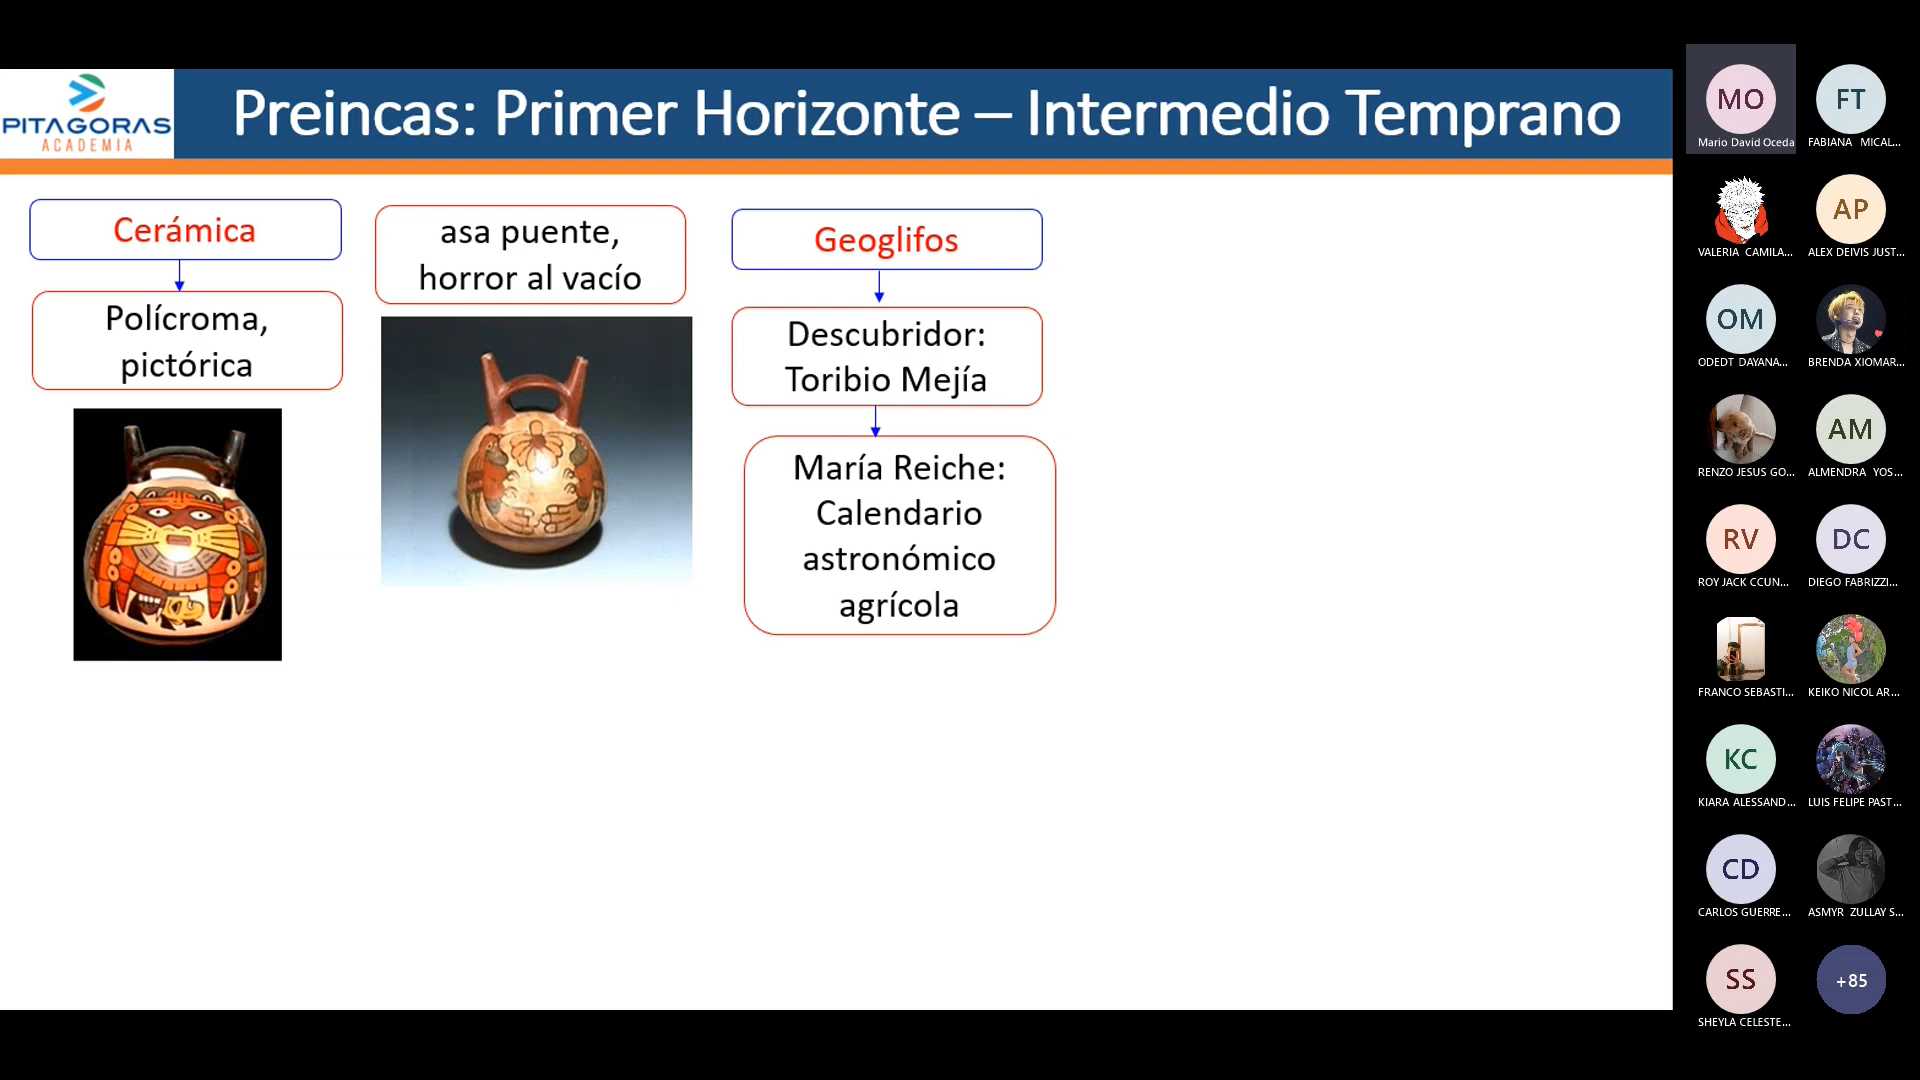 PITAGORAS
ACADEMIA
Preincas: Primer Horizonte – Intermedio Temprano
Cerámica
Polícroma,
pictórica
asa puente,
horror al vacío
Geoglifos
Descubridor:
Toribio Mejía
María Reiche:
Calendario
astronómico
agrícola
MO
Mario David Oceda
FT
FABIANA MICAL...
VALERIA CAMILA...
AP
ALEX DEIVIS JUST...
OM
ODEDT DAYANA...
BRENDA XIOMAR...
RENZO JESUS GO...
AM
ALMENDRA YOS...
RV
ROY JACK CCUN...
DC
DIEGO FABRIZZI...
FRANCO SEBASTI...
KEIKO NICOL AR...
KC
KIARA ALESSAND...
LUIS FELIPE PAST...
CD
CARLOS GUERRE...
ASMYR ZULLAY S...
SS
SHEYLA CELESTE...
+85